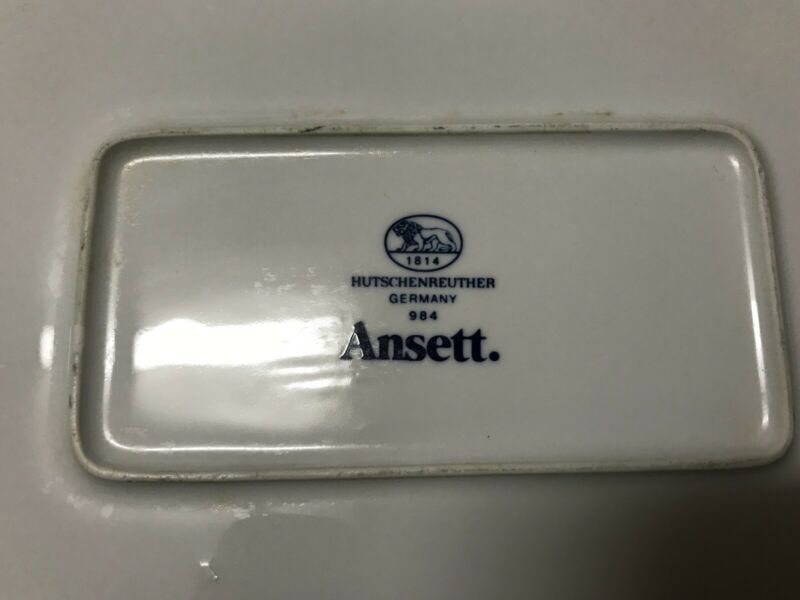 1814
HUTSCHENREUTHER
GERMANY
984
Ansett.